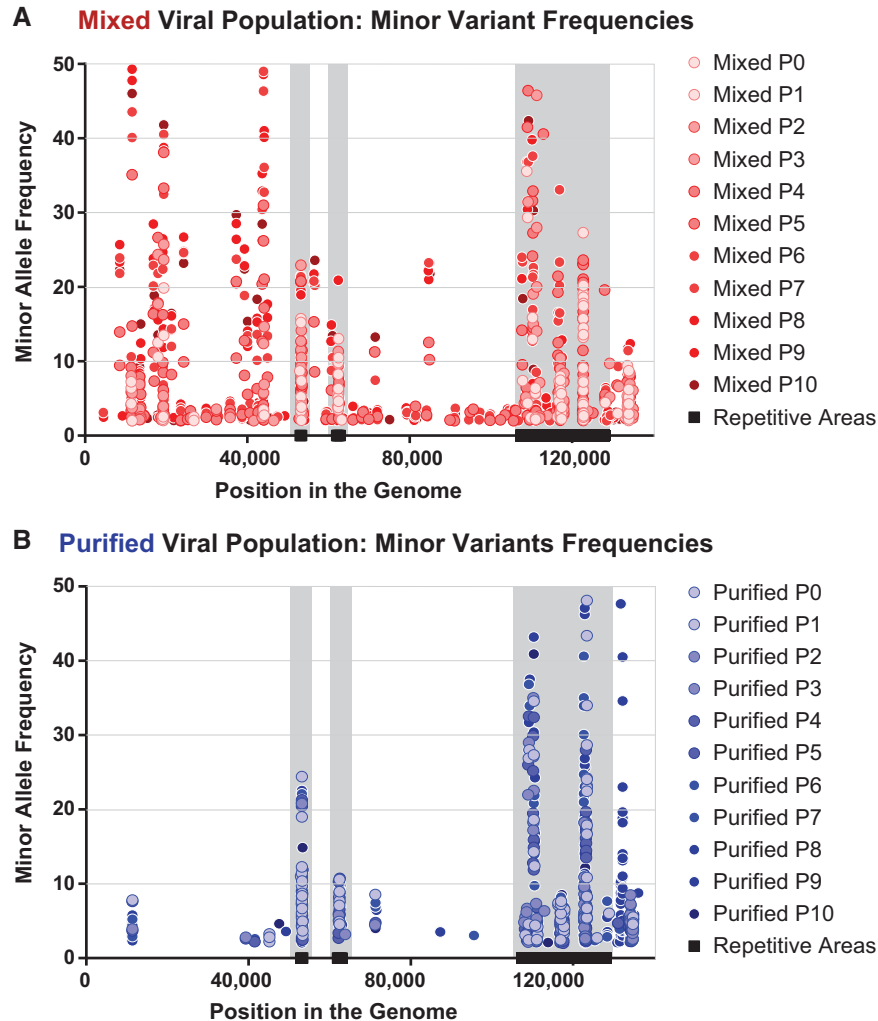 A
Mixed Viral Population: Minor Variant Frequencies
Minor Allele Frequency
50
40
30
20
10
0
0
40,000
80,000
120,000
Position in the Genome
Mixed P0
Mixed P1
Mixed P2
Mixed P3
Mixed P4
Mixed P5
Mixed P6
Mixed P7
Mixed P8
Mixed P9
Mixed P10
Repetitive Areas
B
Purified Viral Population: Minor Variants Frequencies
Minor Allele Frequency
50
40
30
20
10
0
0
40,000
80,000
120,000
Position in the Genome
Purified P0
Purified P1
Purified P2
Purified P3
Purified P4
Purified P5
Purified P6
Purified P7
Purified P8
Purified P9
Purified P10
Repetitive Areas